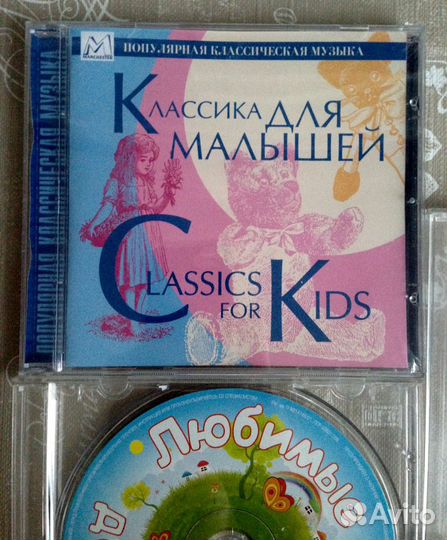 MANCHESTER
ПОПУЛЯРНАЯ КЛАССИЧЕСКАЯ МУЗЫКА
ПОПУЛЯРНАЯ КЛАССИЧЕСКАЯ МУЗЫКА
КЛАССИКА ДЛЯ
МАЛЫШЕЙ
CLASSICS
FOR KIDS
Любимые
Д
Avito